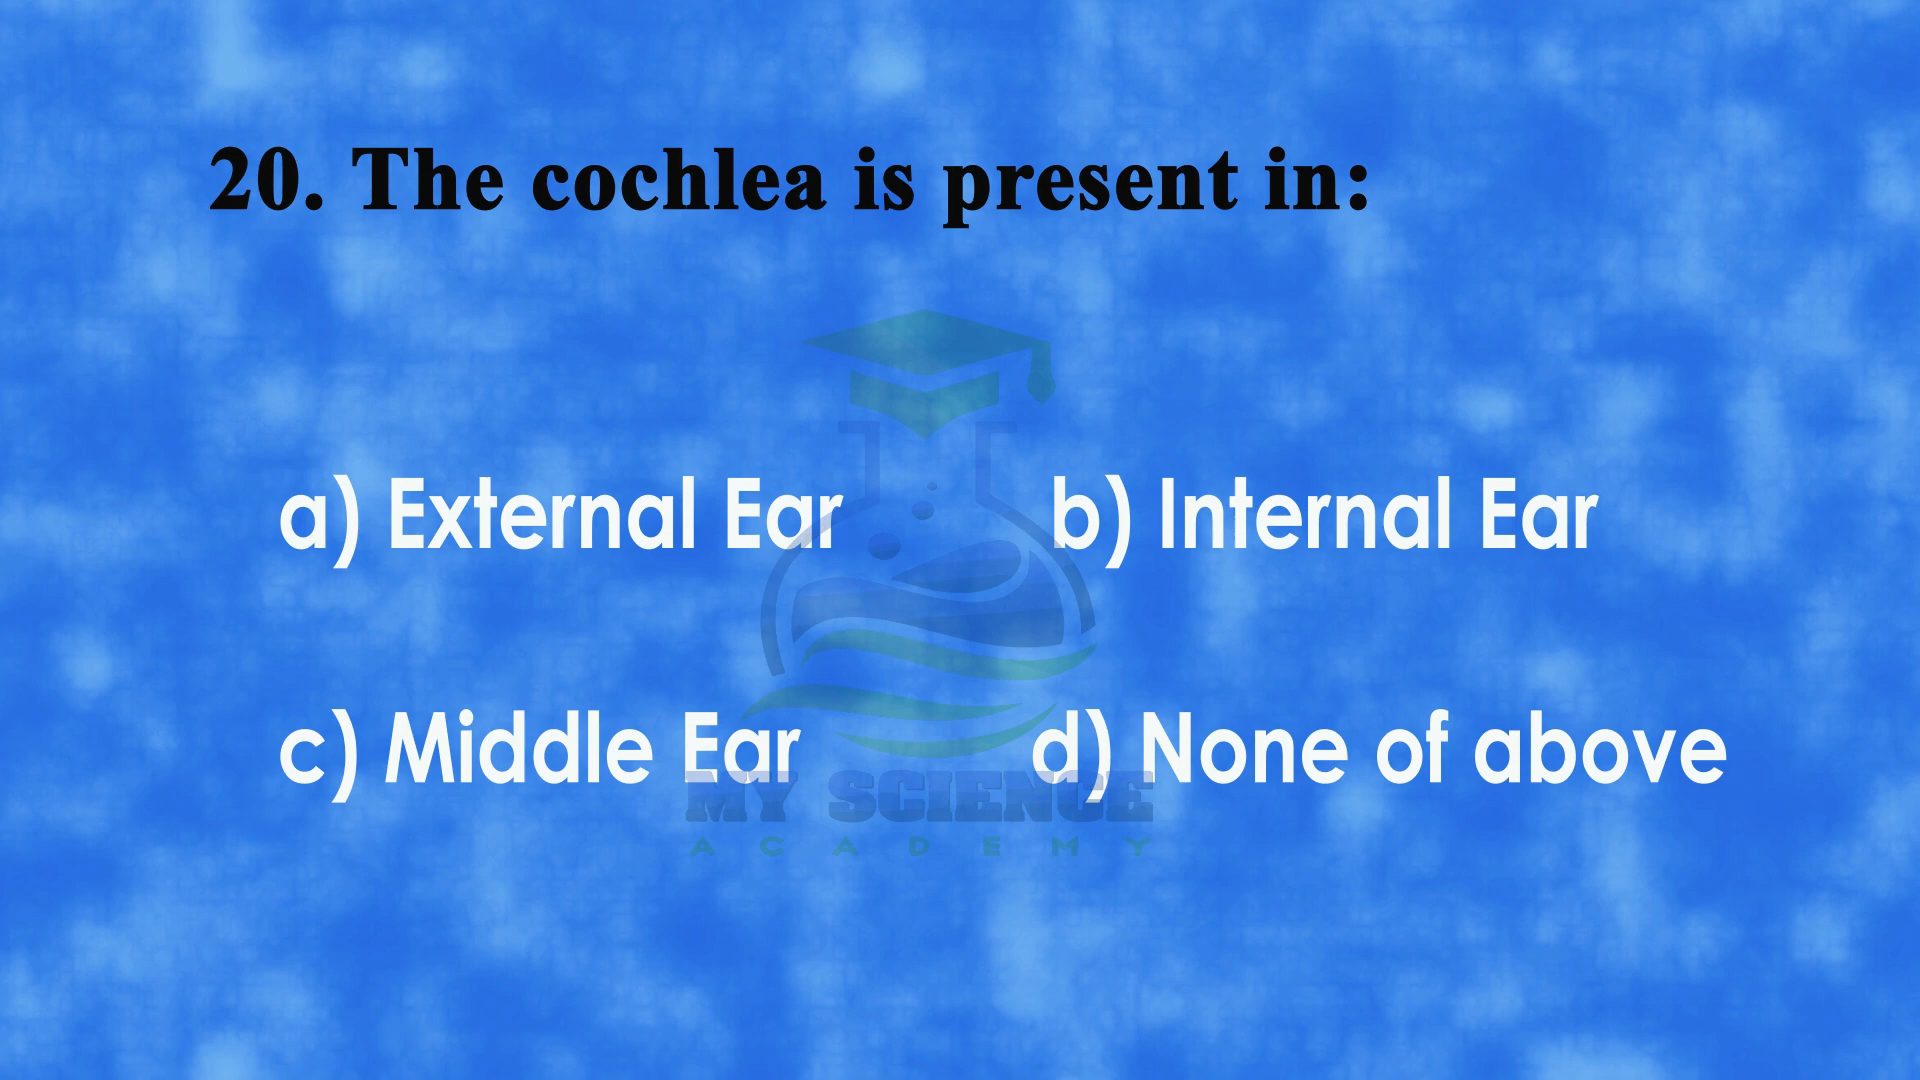 20. The cochlea is present in:
a) External Ear b) Internal Ear
c) Middle Ear d) None of above
MY SCIENCE
ACADEMY